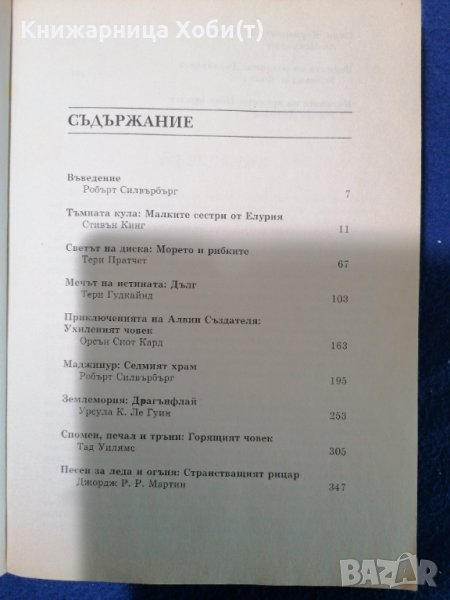 Книжарница Хоби(т)
СЪДЪРЖАНИЕ
Въведение
Робърт Силвърбърг 7
Тъмната кула: Малките сестри от Елурия
Стивън Кинг 11
Светът на диска: Морето и рибките
Тери Пратчет 67
Мечът на истината: Дълг
Тери Гудкайнд 103
Приключенията на Алвин Създателя:
Ухиленият човек
Орсън Скот Кард 163
Маджипур: Седмият храм
Робърт Силвърбърг 195
Землемория: Драгънфлай
Урсула К. Ле Гуин 253
Спомен, печал и тръни: Горящият човек
Тад Уилямс 305
Песен за леда и огъня: Странстващият рицар
Джордж Р. Р. Мартин 347
BAZAR